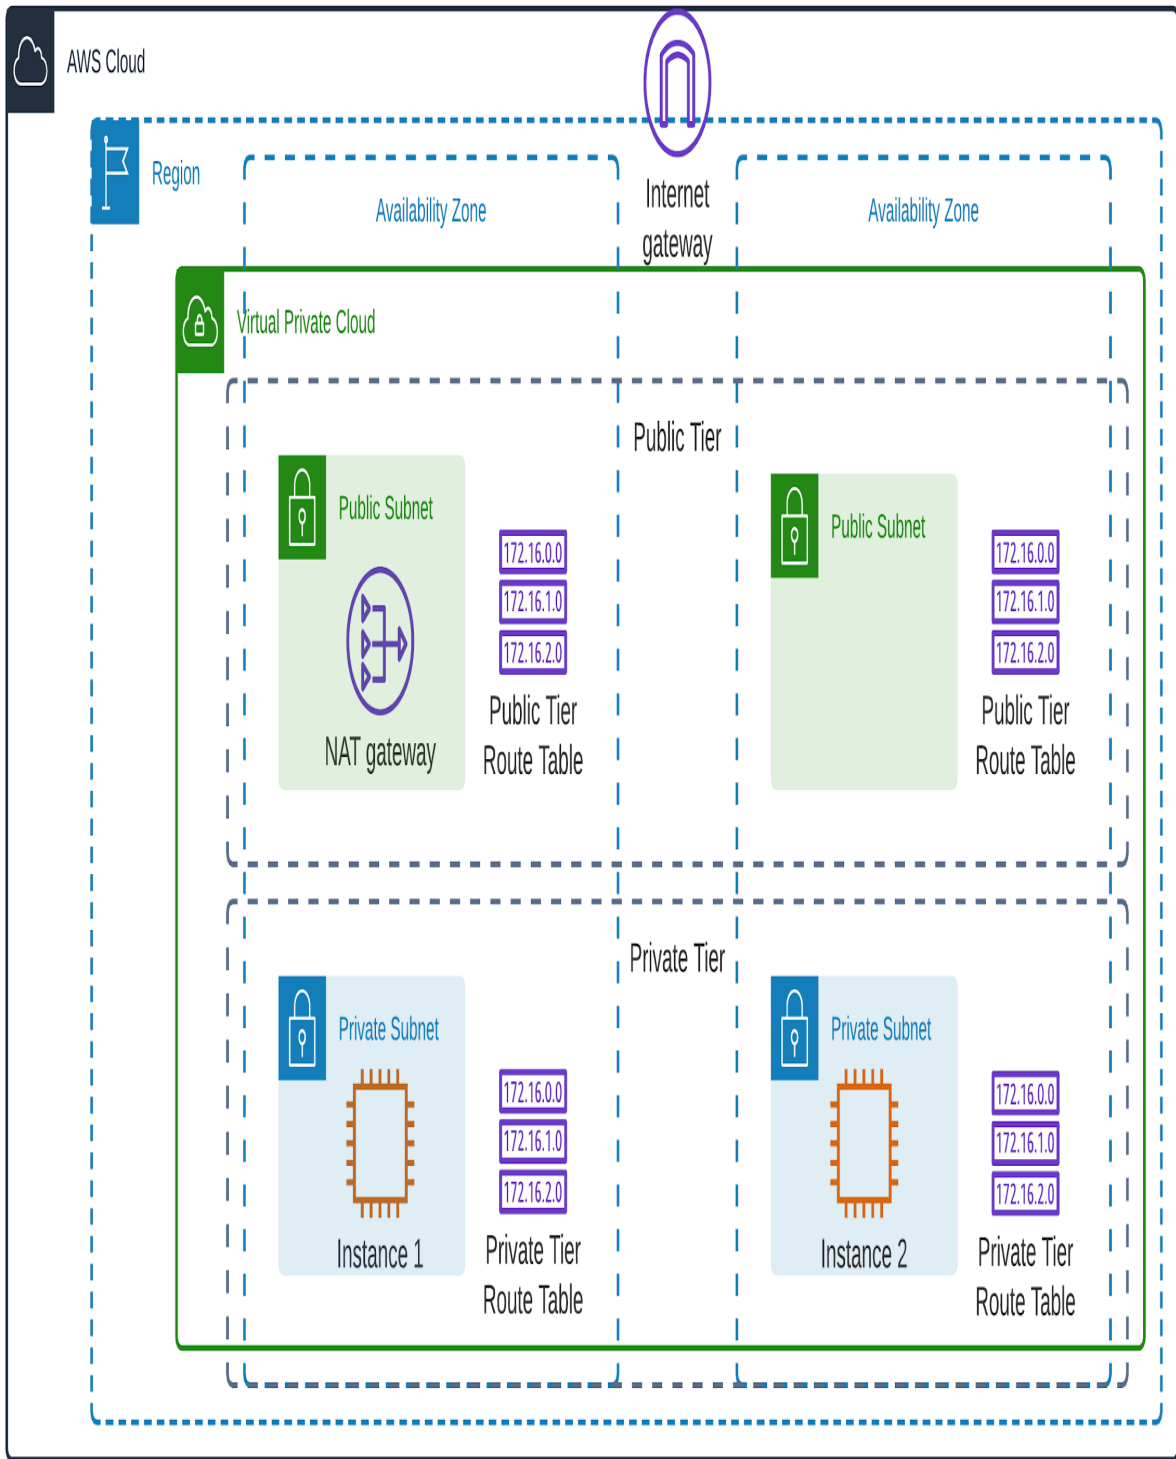 AWS Cloud
Region
Availability Zone
Internet
gateway
Availability Zone
Virtual Private Cloud
Public Tier
Public Subnet
172.16.0.0
172.16.1.0
172.16.2.0
NAT gateway
Public Tier
Route Table
Public Subnet
172.16.0.0
172.16.1.0
172.16.2.0
Public Tier
Route Table
Private Tier
Private Subnet
172.16.0.0
172.16.1.0
172.16.2.0
Instance 1
Private Tier
Route Table
Private Subnet
172.16.0.0
172.16.1.0
172.16.2.0
Instance 2
Private Tier
Route Table